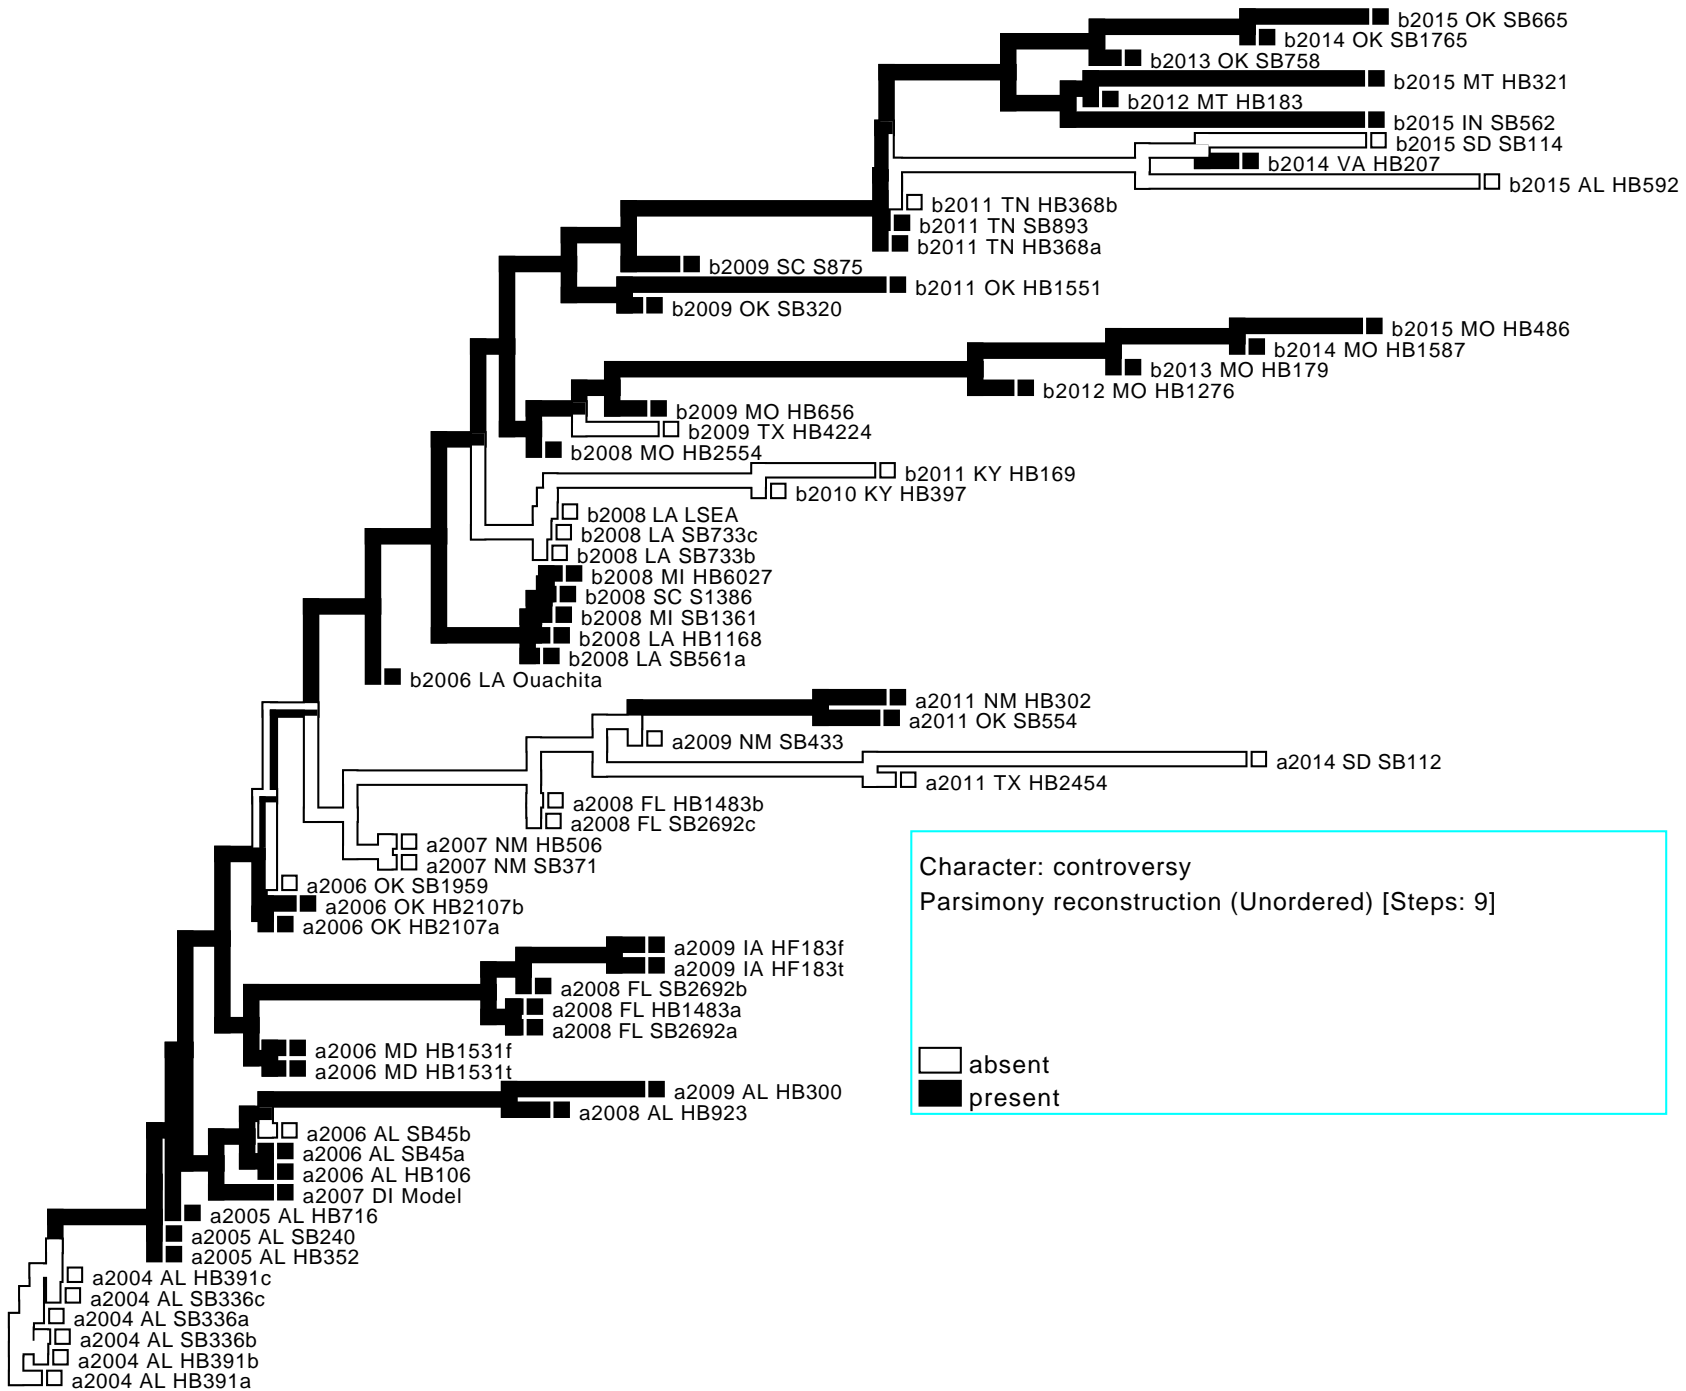 b2015 OK SB665
b2014 OK SB1765
b2013 OK SB758
b2015 MT HB321
b2012 MT HB183
b2015 IN SB562
b2015 SD SB114
b2014 VA HB207
b2015 AL HB592
b2011 TN HB368b
b2011 TN SB893
b2011 TN HB368a
b2009 SC S875
b2011 OK HB1551
b2009 OK SB320
b2015 MO HB486
b2014 MO HB1587
b2013 MO HB179
b2012 MO HB1276
b2009 MO HB656
b2009 TX HB4224
b2008 MO HB2554
b2011 KY HB169
b2010 KY HB397
b2008 LA LSEA
b2008 LA SB733c
b2008 LA SB733b
b2008 MI HB6027
b2008 SC S1386
b2008 MI SB1361
b2008 LA HB1168
b2008 LA SB561a
b2006 LA Ouachita
a2011 NM HB302
a2011 OK SB554
a2009 NM SB433
a2014 SD SB112
a2011 TX HB2454
a2008 FL HB1483b
a2008 FL SB2692c
a2007 NM HB506
a2007 NM SB371
a2006 OK SB1959
a2006 OK HB2107b
a2006 OK HB2107a
a2009 IA HF183f
a2009 IA HF183t
a2008 FL SB2692b
a2008 FL HB1483a
a2008 FL SB2692a
a2006 MD HB1531f
a2006 MD HB1531t
a2009 AL HB300
a2008 AL HB923
a2006 AL SB45b
a2006 AL SB45a
a2006 AL HB106
a2007 DI Model
a2005 AL HB716
a2005 AL SB240
a2005 AL HB352
a2004 AL HB391c
a2004 AL SB336c
a2004 AL SB336a
a2004 AL SB336b
a2004 AL HB391b
a2004 AL HB391a
Character: controversy
Parsimony reconstruction (Unordered) [Steps: 9]
absent
present